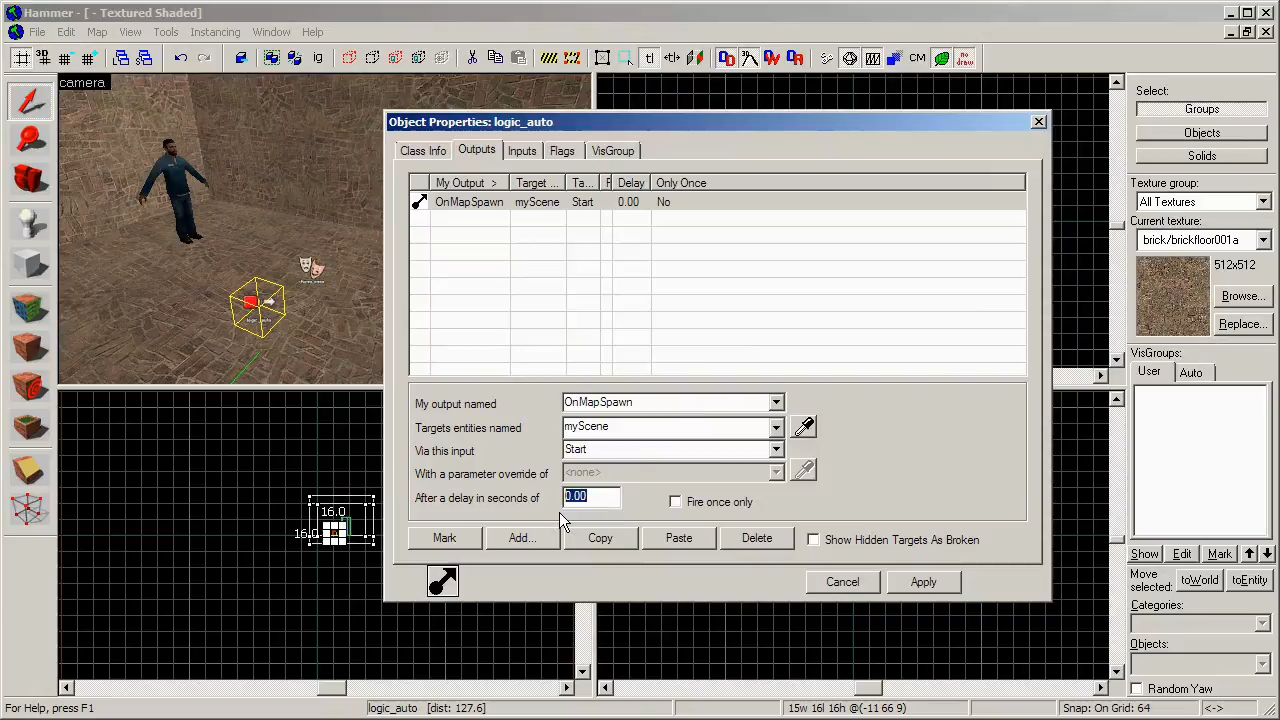 Hammer - [ - Textured Shaded]
File Edit Map View Tools Instancing Window Help
3D
CM
no draw
camera
Object Properties: logic_auto
Class Info Outputs Inputs Flags VisGroup
My Output > Target ... Ta... F Delay Only Once
OnMapSpawn myScene Start 0.00 No
My output named OnMapSpawn
Targets entities named myScene
Via this input Start
With a parameter override of <none>
After a delay in seconds of 0.00 Fire once only
Mark Add... Copy Paste Delete Show Hidden Targets As Broken
Cancel Apply
16.0
16.0
Select:
Groups
Objects
Solids
Texture group:
All Textures
Current texture:
brick/brickfloor001a
512x512
Browse...
Replace...
VisGroups:
User Auto
Show Edit Mark
Move selected: toWorld toEntity
Categories:
Objects:
Random Yaw
For Help, press F1 logic_auto [dist: 127.6] 15w 16l 16h @(-11 66 9) Snap: On Grid: 64 <->